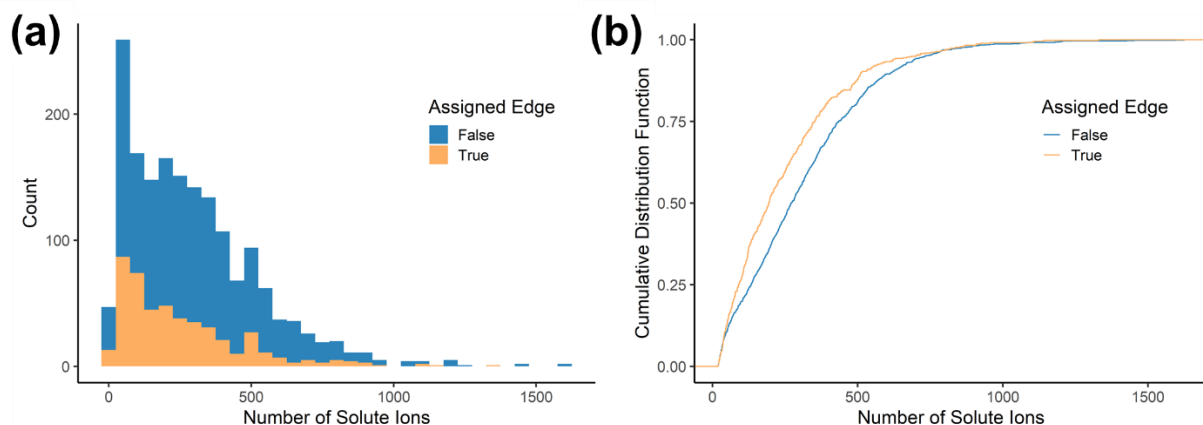 (a)
Count
200
100
0
0
500
1000
1500
Number of Solute Ions
Assigned Edge
False
True
(b)
Cumulative Distribution Function
1.00
0.75
0.50
0.25
0.00
0
500
1000
1500
Number of Solute Ions
Assigned Edge
False
True